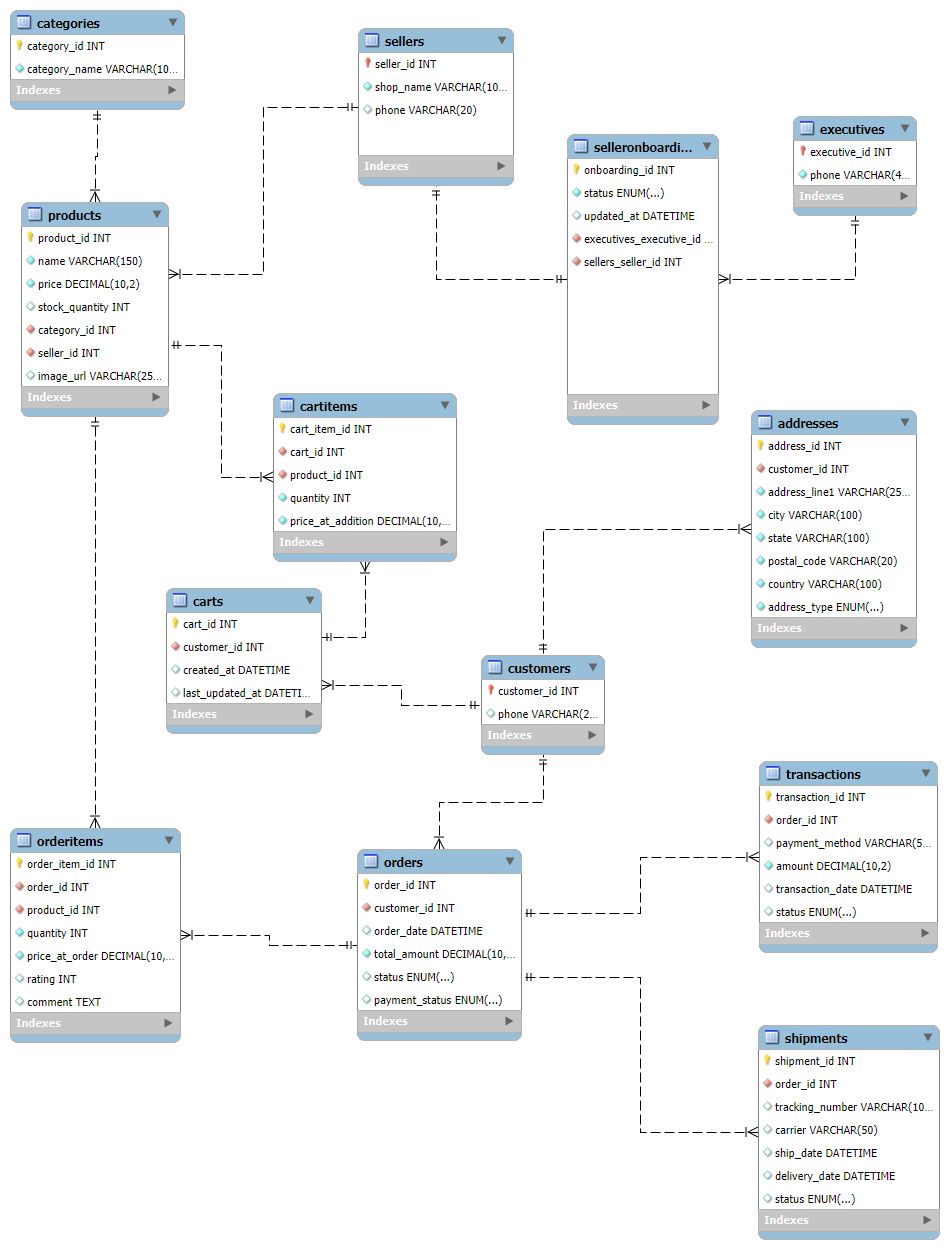 categories
category_id INT
category_name VARCHAR(10...
Indexes
sellers
seller_id INT
shop_name VARCHAR(10...
phone VARCHAR(20)
Indexes
selleronboardi...
onboarding_id INT
status ENUM(...)
updated_at DATETIME
executives_executive_id ...
sellers_seller_id INT
Indexes
executives
executive_id INT
phone VARCHAR(4...
Indexes
products
product_id INT
name VARCHAR(150)
price DECIMAL(10,2)
stock_quantity INT
category_id INT
seller_id INT
image_url VARCHAR(25...
Indexes
cartitems
cart_item_id INT
cart_id INT
product_id INT
quantity INT
price_at_addition DECIMAL(10,...
Indexes
addresses
address_id INT
customer_id INT
address_line1 VARCHAR(25...
city VARCHAR(100)
state VARCHAR(100)
postal_code VARCHAR(20)
country VARCHAR(100)
address_type ENUM(...)
Indexes
carts
cart_id INT
customer_id INT
created_at DATETIME
last_updated_at DATETI...
Indexes
customers
customer_id INT
phone VARCHAR(2...
Indexes
transactions
transaction_id INT
order_id INT
payment_method VARCHAR(5...
amount DECIMAL(10,2)
transaction_date DATETIME
status ENUM(...)
Indexes
orderitems
order_item_id INT
order_id INT
product_id INT
quantity INT
price_at_order DECIMAL(10,...
rating INT
comment TEXT
Indexes
orders
order_id INT
customer_id INT
order_date DATETIME
total_amount DECIMAL(10,...
status ENUM(...)
payment_status ENUM(...)
Indexes
shipments
shipment_id INT
order_id INT
tracking_number VARCHAR(10...
carrier VARCHAR(50)
ship_date DATETIME
delivery_date DATETIME
status ENUM(...)
Indexes